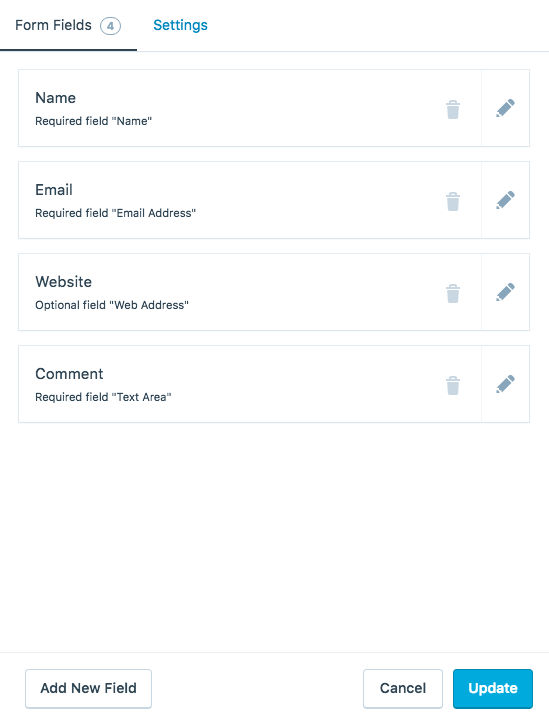 Form Fields 4 Settings
Name
Required field "Name"
Email
Required field "Email Address"
Website
Optional field "Web Address"
Comment
Required field "Text Area"
Add New Field Cancel Update